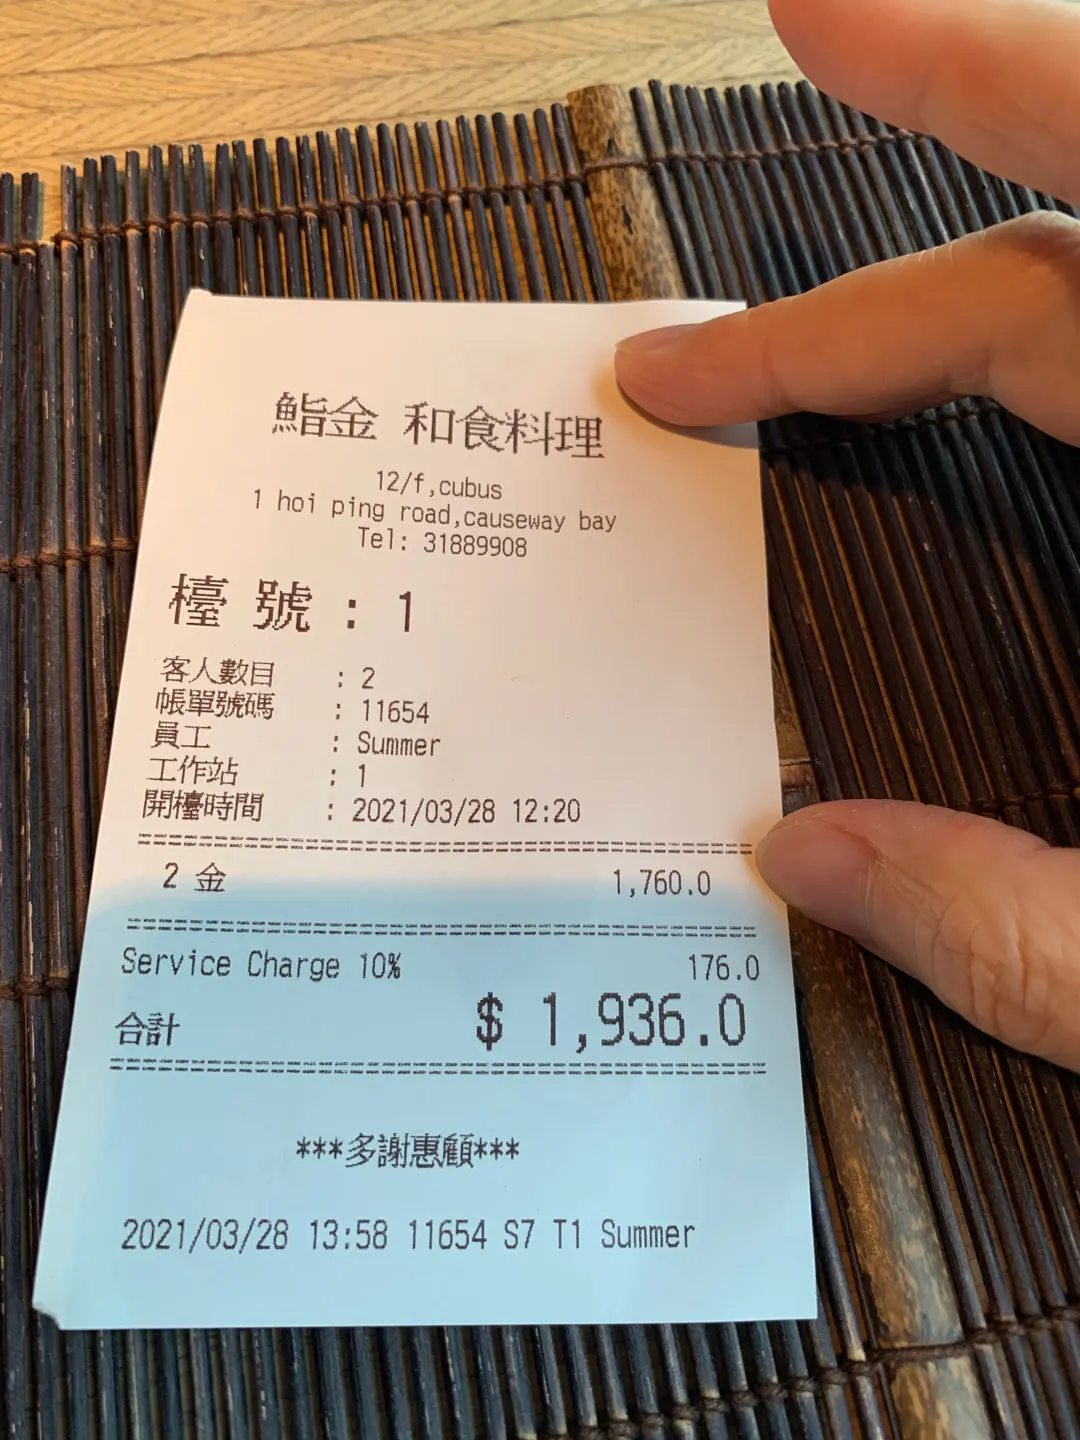 鮨金 和食料理
12/f,cubus
1 hoi ping road,causeway bay
Tel: 31889908
檯 號 : 1
客人數目 : 2
帳單號碼 : 11654
員工 : Summer
工作站 : 1
開檯時間 : 2021/03/28 12:20
2 金 1,760.0
Service Charge 10% 176.0
合計 $ 1,936.0
***多謝惠顧***
2021/03/28 13:58 11654 S7 T1 Summer